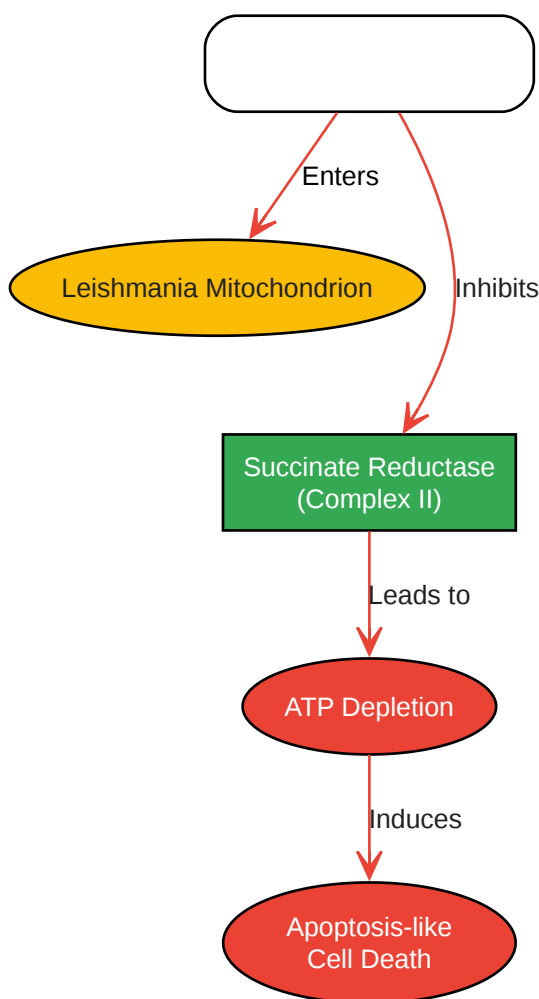 Enters
Leishmania Mitochondrion
Inhibits
Succinate Reductase
(Complex II)
Leads to
ATP Depletion
Induces
Apoptosis-like
Cell Death